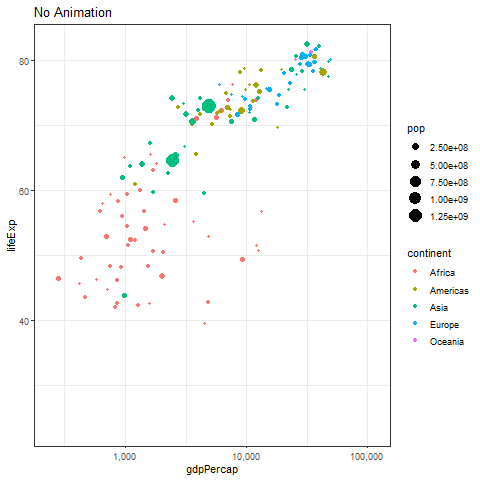 No Animation
lifeExp
80
60
40
1,000
10,000
100,000
gdpPercap
pop
2.50e+08
5.00e+08
7.50e+08
1.00e+09
1.25e+09
continent
Africa
Americas
Asia
Europe
Oceania